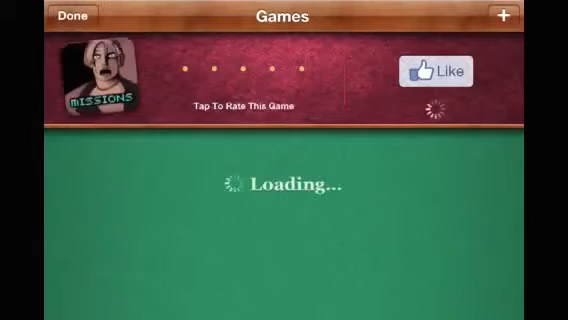 Done
Games
+
MISSIONS
Tap To Rate This Game
Like
Loading...